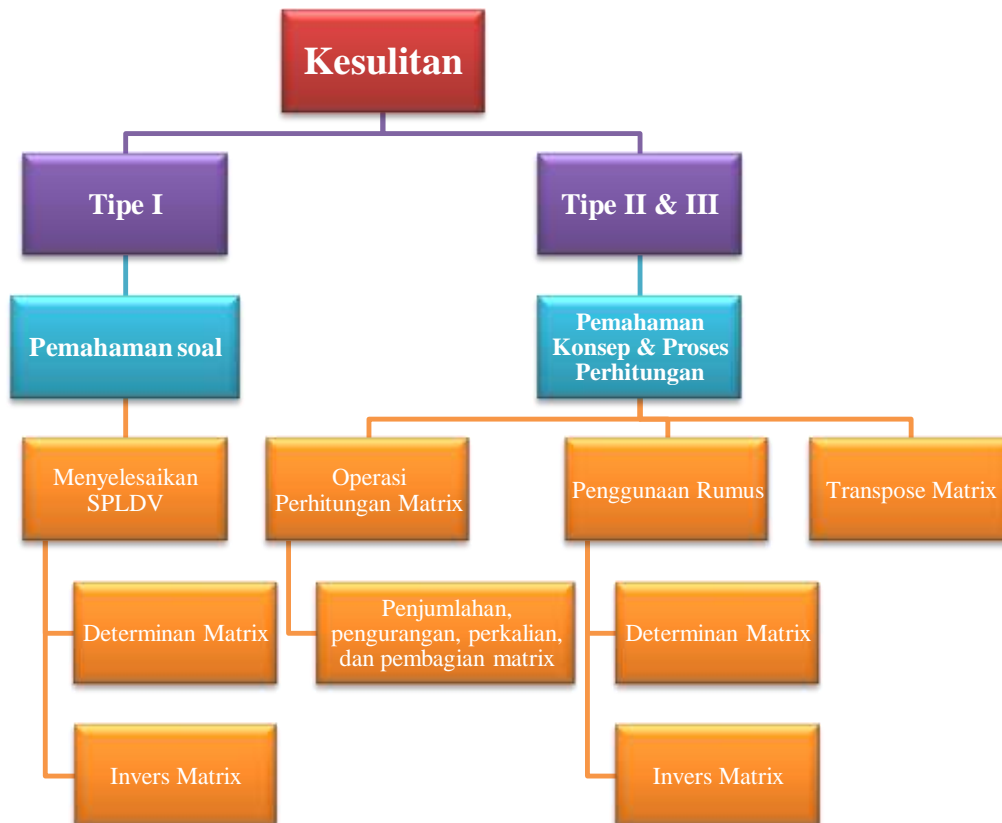 Kesulitan
Tipe I
Tipe II & III
Pemahaman soal
Pemahaman
Konsep & Proses
Perhitungan
Menyelesaikan
SPLDV
Operasi
Perhitungan Matrix
Penggunaan Rumus
Transpose Matrix
Determinan Matrix
Penjumlahan,
pengurangan, perkalian,
dan pembagian matrix
Determinan Matrix
Invers Matrix
Invers Matrix